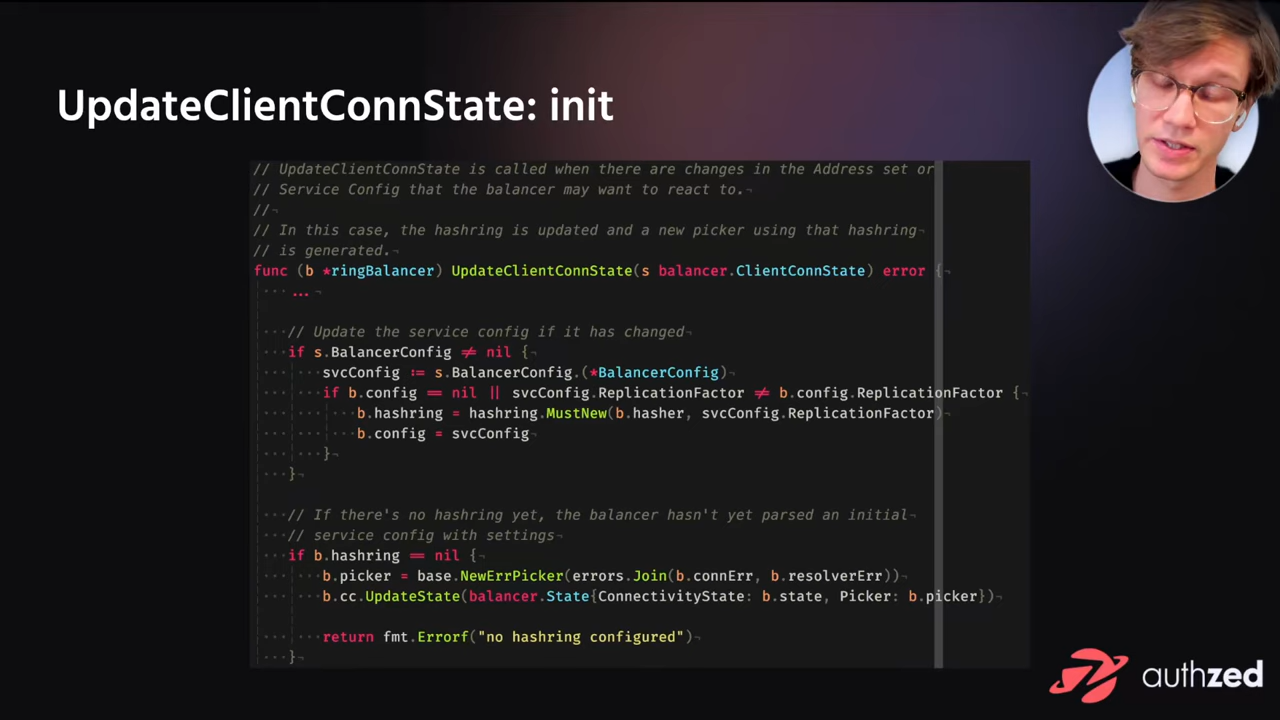 UpdateClientConnState: init
// UpdateClientConnState is called when there are changes in the Address set or
// Service Config that the balancer may want to react to.
//
// In this case, the hashring is updated and a new picker using that hashring
// is generated.
func (b *ringBalancer) UpdateClientConnState(s balancer.ClientConnState) error {
...
// Update the service config if it has changed
if s.BalancerConfig ≠ nil {
svcConfig := s.BalancerConfig.(*BalancerConfig)
if b.config == nil || svcConfig.ReplicationFactor ≠ b.config.ReplicationFactor {
b.hashring = hashring.MustNew(b.hasher, svcConfig.ReplicationFactor)
b.config = svcConfig
}
}
// If there's no hashring yet, the balancer hasn't yet parsed an initial
// service config with settings
if b.hashring == nil {
b.picker = base.NewErrPicker(errors.Join(b.connErr, b.resolverErr))
b.cc.UpdateState(balancer.State{ConnectivityState: b.state, Picker: b.picker})
return fmt.Errorf("no hashring configured")
}
authzed